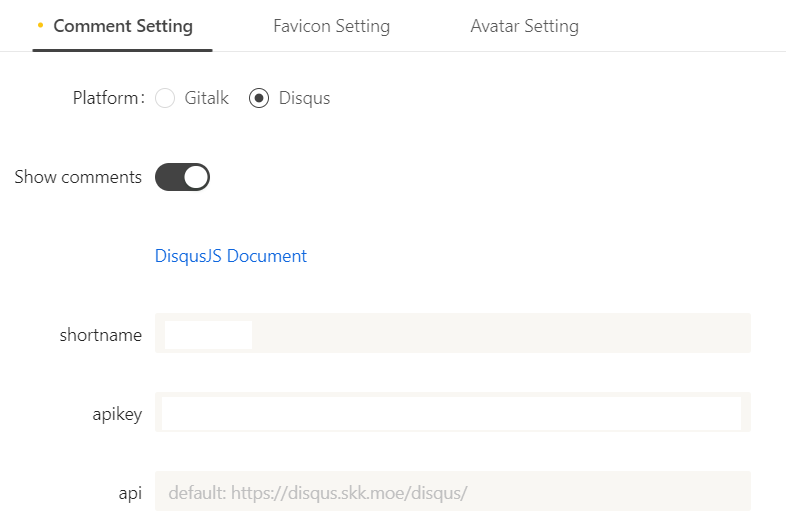 Comment Setting Favicon Setting Avatar Setting
Platform: Gitalk Disqus
Show comments
DisqusJS Document
shortname
apikey
api default: https://disqus.skk.moe/disqus/